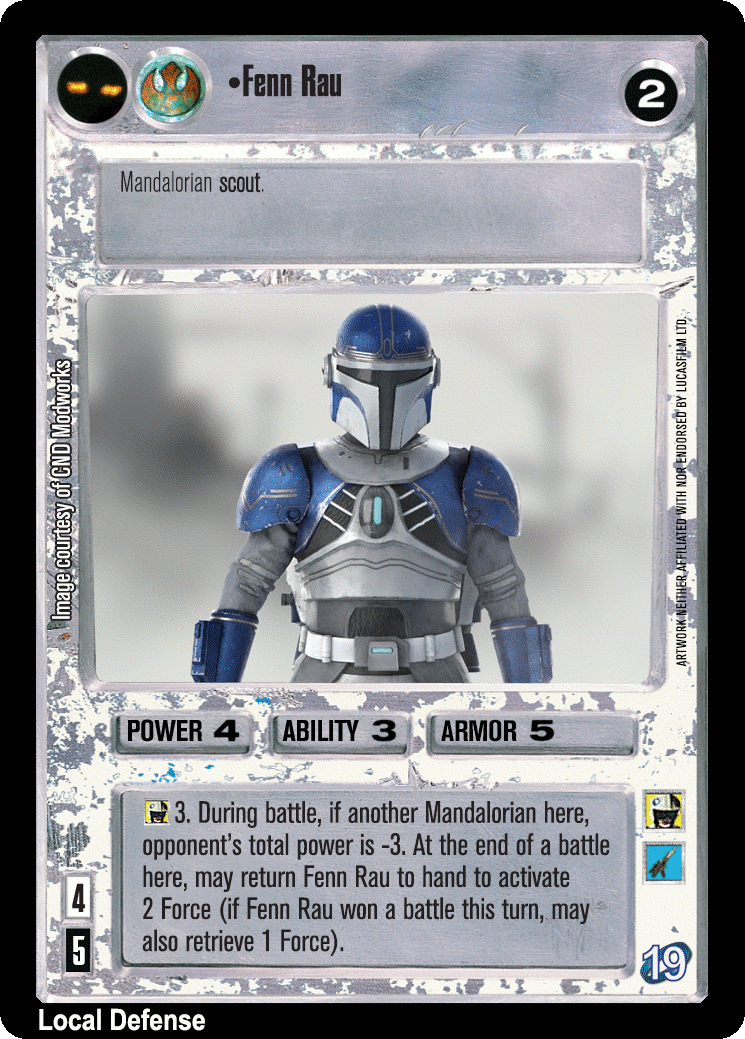 •Fenn Rau
2
Mandalorian scout.
Image courtesy of CND Modworks
ARTWORK NEITHER AFFILIATED WITH NOR ENDORSED BY LUCASFILM LTD.
POWER 4
ABILITY 3
ARMOR 5
3. During battle, if another Mandalorian here,
opponent's total power is -3. At the end of a battle
here, may return Fenn Rau to hand to activate
2 Force (if Fenn Rau won a battle this turn, may
also retrieve 1 Force).
4
5
19
Local Defense